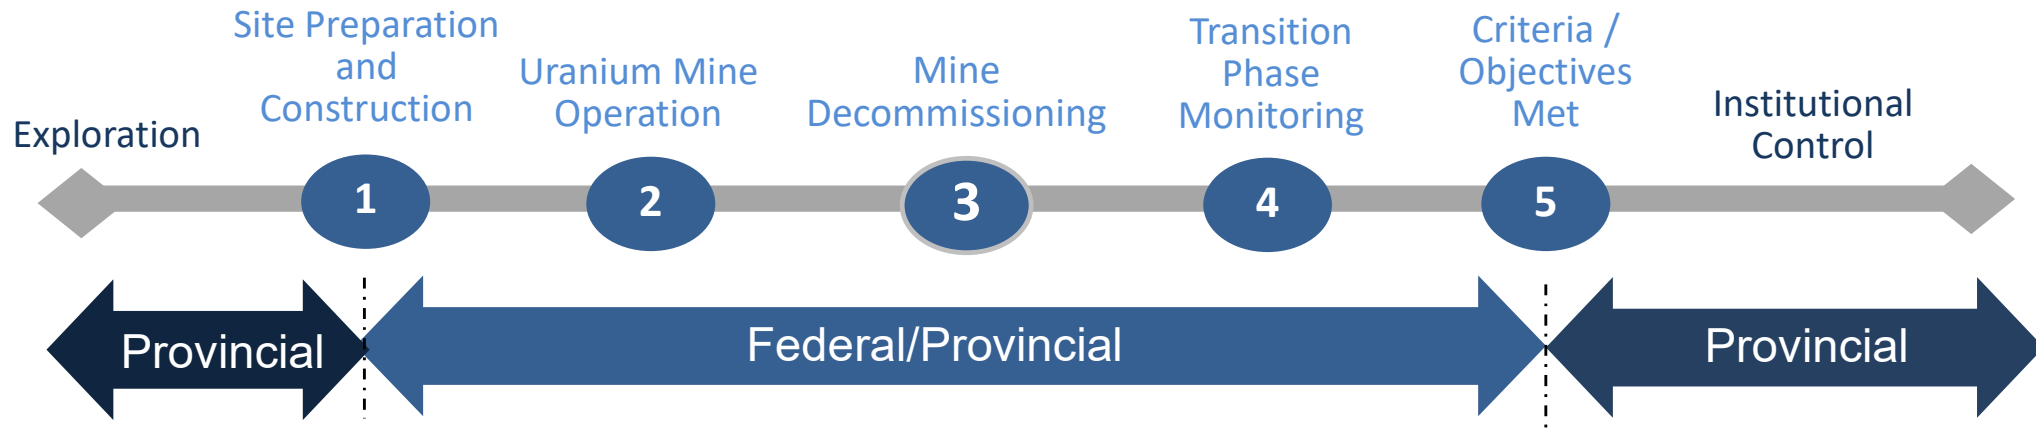 Exploration
Site Preparation
and
Construction
Uranium Mine
Operation
Mine
Decommissioning
Transition
Phase
Monitoring
Criteria /
Objectives
Met
Institutional
Control
1
2
3
4
5
Provincial
Federal/Provincial
Provincial